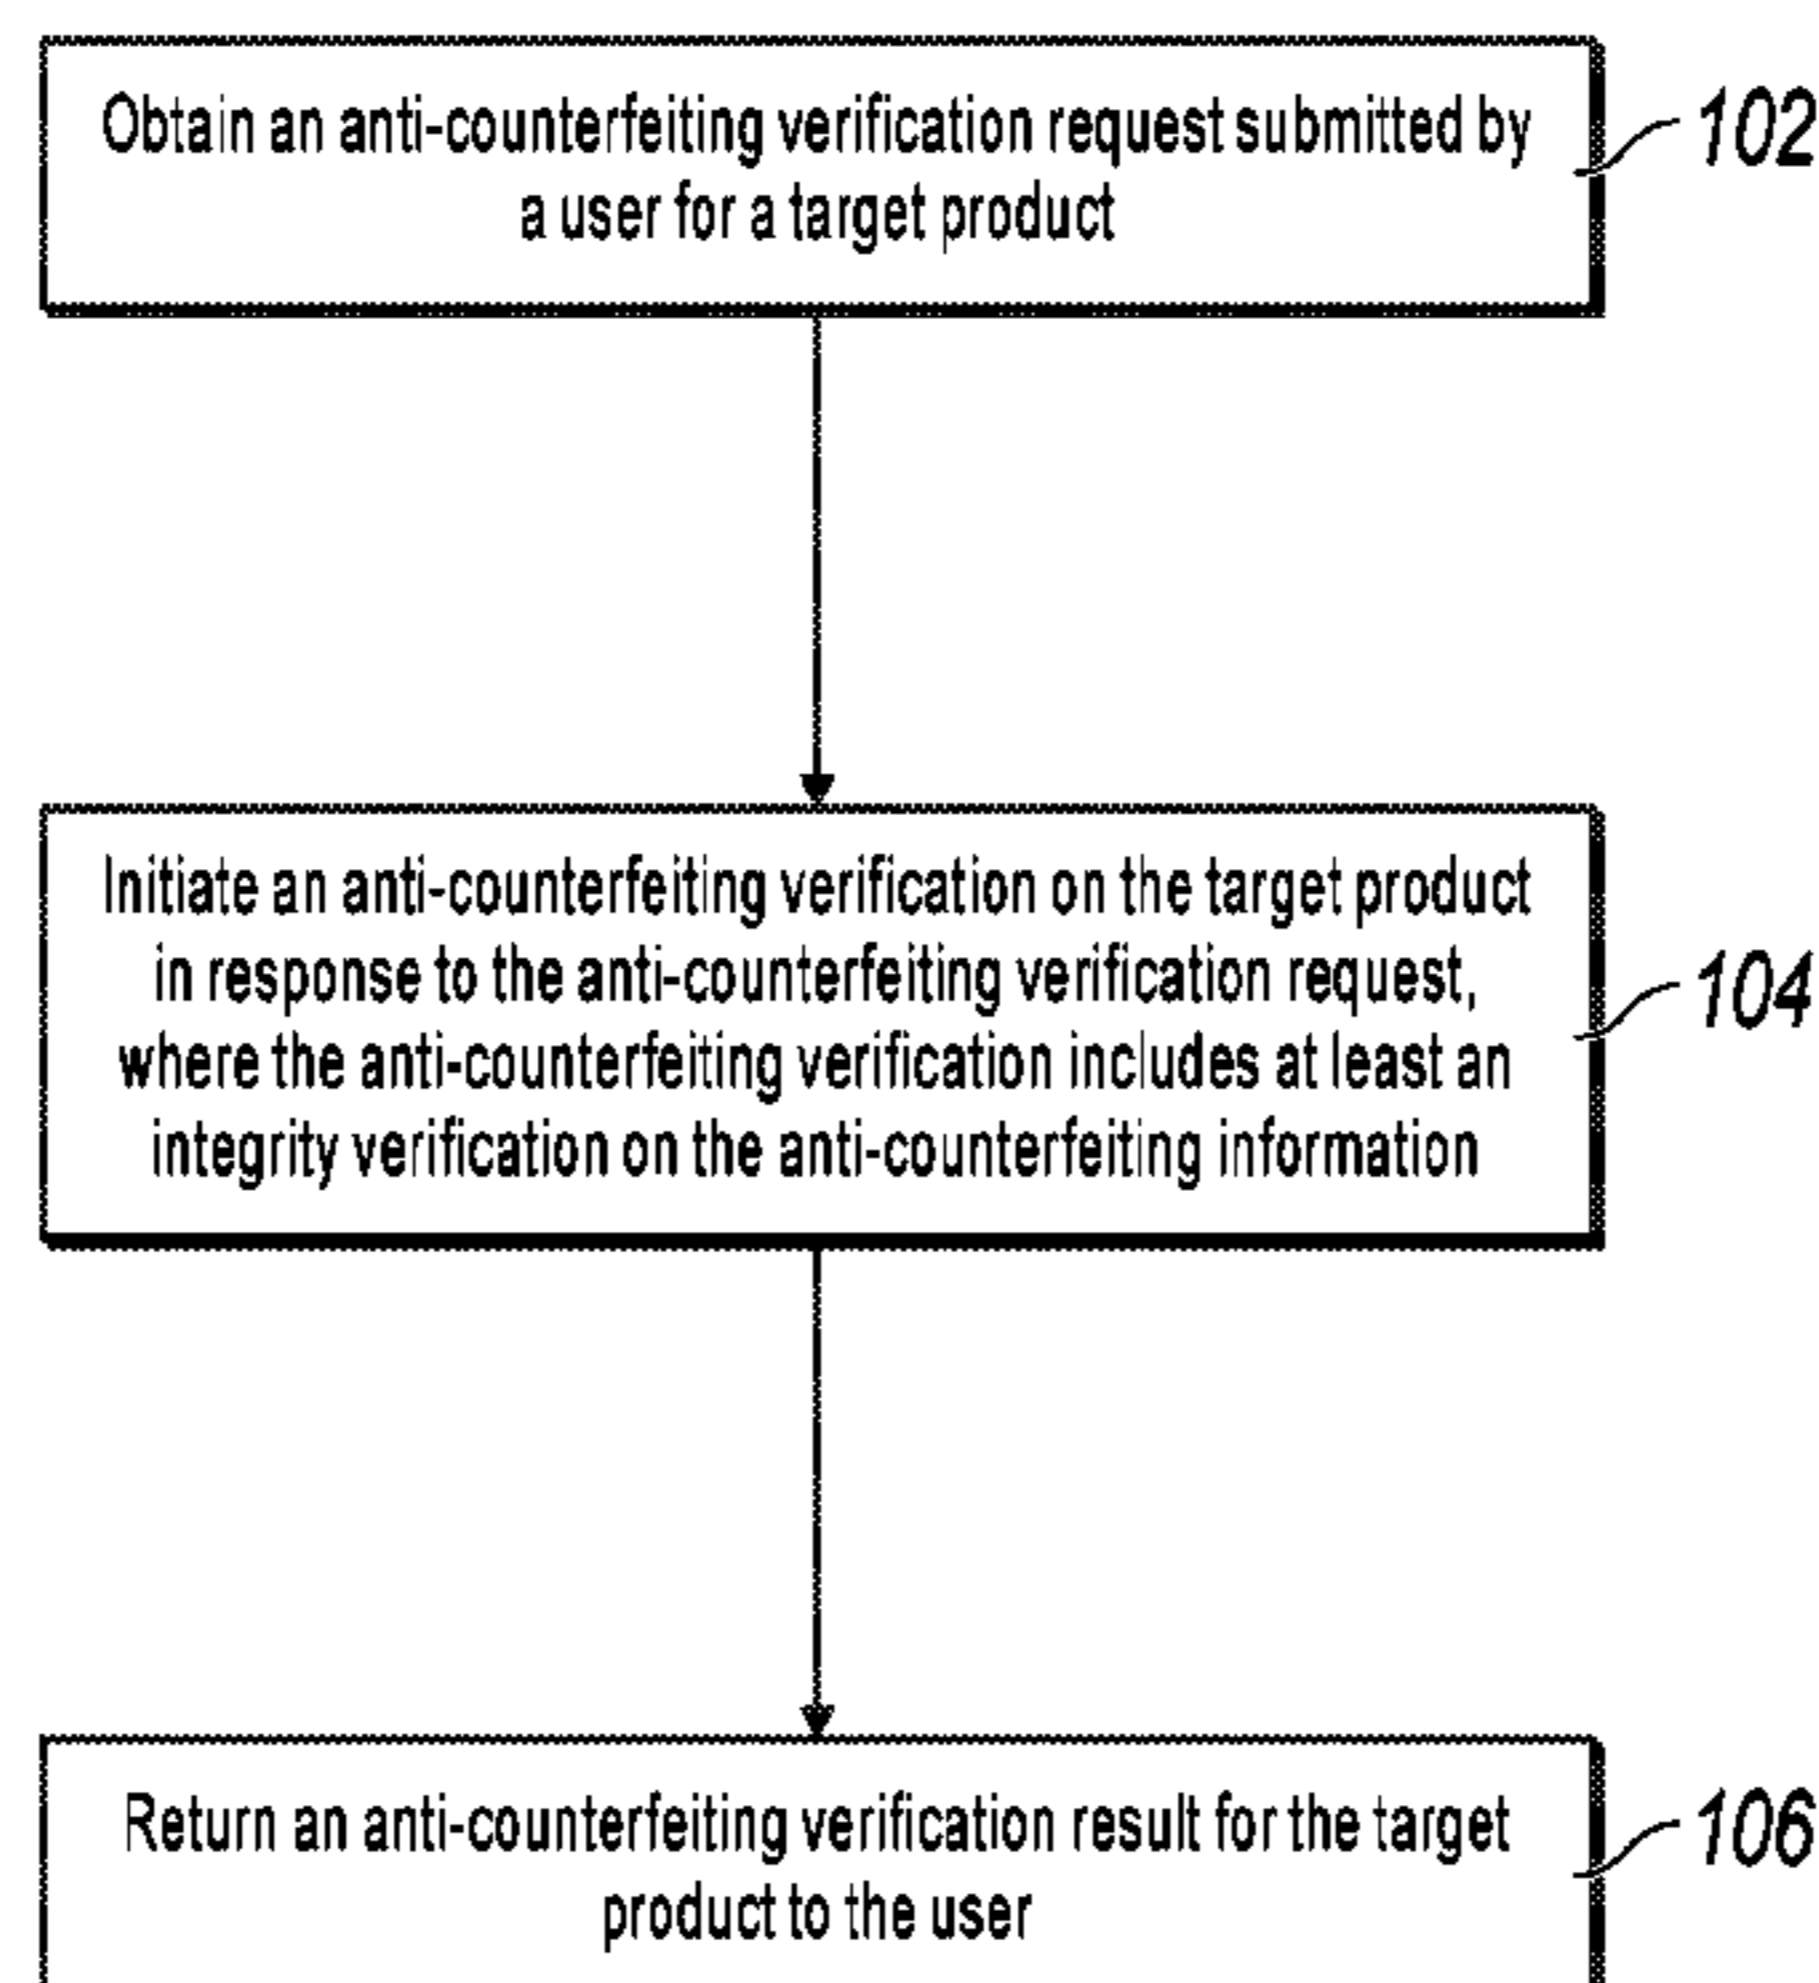 Obtain an anti-counterfeiting verification request submitted by
a user for a target product
102
Initiate an anti-counterfeiting verification on the target product
in response to the anti-counterfeiting verification request,
where the anti-counterfeiting verification includes at least an
integrity verification on the anti-counterfeiting information
104
Return an anti-counterfeiting verification result for the target
product to the user
106